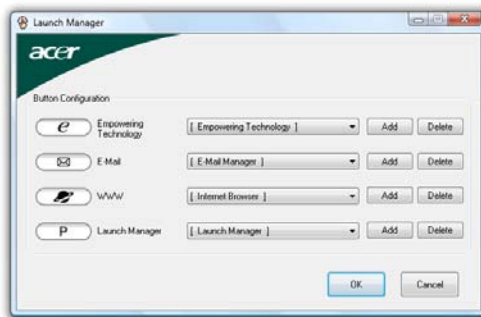 Launch Manager
acer
Button Configuration
e Empowering Technology [ Empowering Technology ] Add Delete
E-Mail [ E-Mail Manager ] Add Delete
WWW [ Internet Browser ] Add Delete
P Launch Manager [ Launch Manager ] Add Delete
OK Cancel